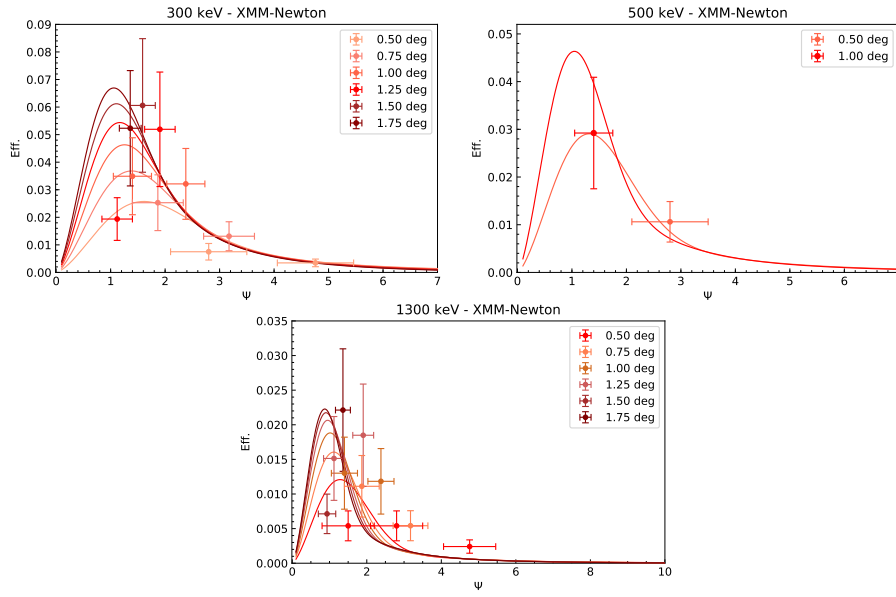 300 keV - XMM-Newton
Eff.
0.09
0.08
0.07
0.06
0.05
0.04
0.03
0.02
0.01
0.00
0 1 2 3 4 5 6 7
Ψ
0.50 deg
0.75 deg
1.00 deg
1.25 deg
1.50 deg
1.75 deg
500 keV - XMM-Newton
Eff.
0.05
0.04
0.03
0.02
0.01
0.00
0 1 2 3 4 5 6
Ψ
0.50 deg
1.00 deg
1300 keV - XMM-Newton
Eff.
0.035
0.030
0.025
0.020
0.015
0.010
0.005
0.000
0 2 4 6 8 10
Ψ
0.50 deg
0.75 deg
1.00 deg
1.25 deg
1.50 deg
1.75 deg